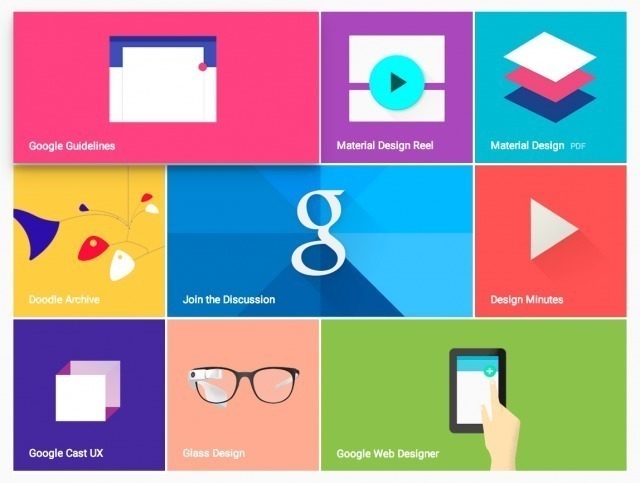 Google Guidelines
Material Design Reel
Material Design PDF
Doodle Archive
g
Join the Discussion
Design Minutes
Google Cast UX
Glass Design
Google Web Designer